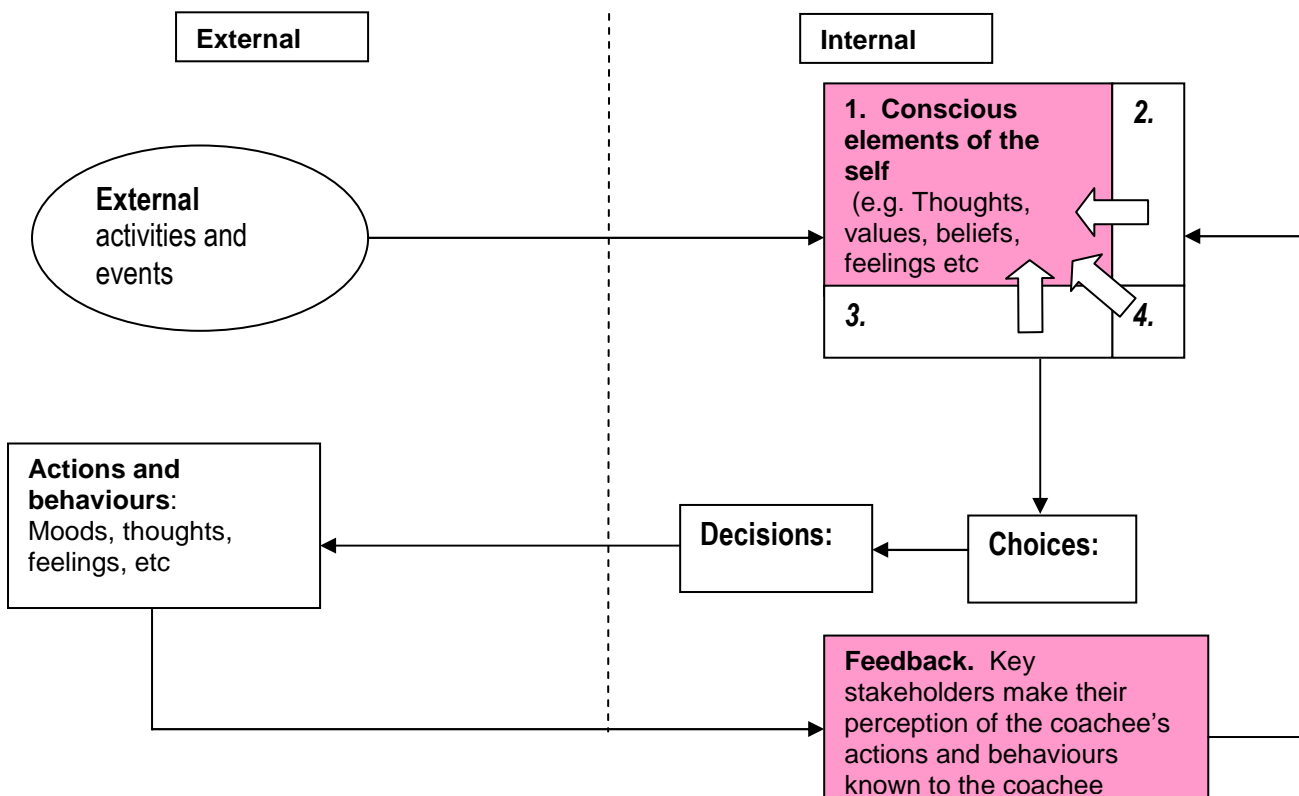 External
Internal
1. Conscious
elements of the
self
(e.g. Thoughts,
values, beliefs,
feelings etc
2.
3.
4.
External
activities and
events
Actions and
behaviours:
Moods, thoughts,
feelings, etc
Decisions:
Choices:
Feedback. Key
stakeholders make their
perception of the coachee’s
actions and behaviours
known to the coachee